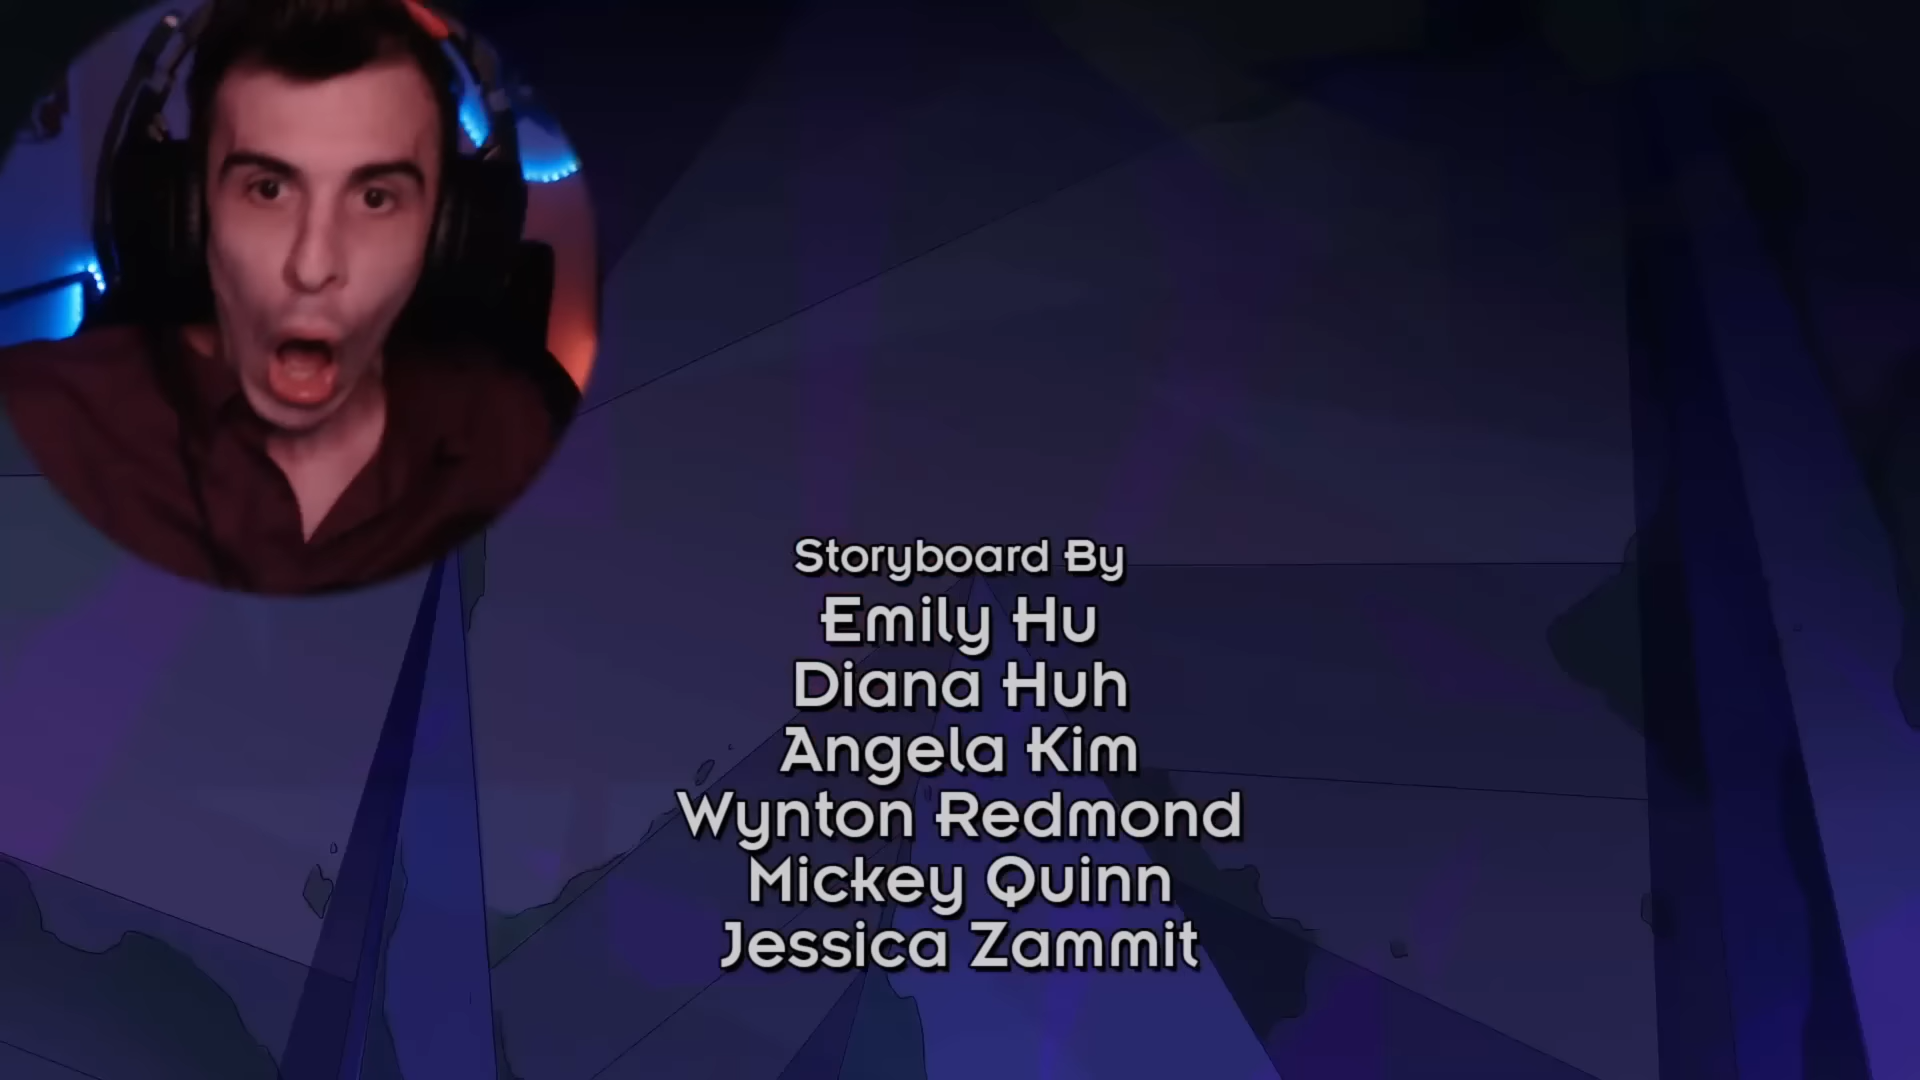 Storyboard By
Emily Hu
Diana Huh
Angela Kim
Wynton Redmond
Mickey Quinn
Jessica Zammit